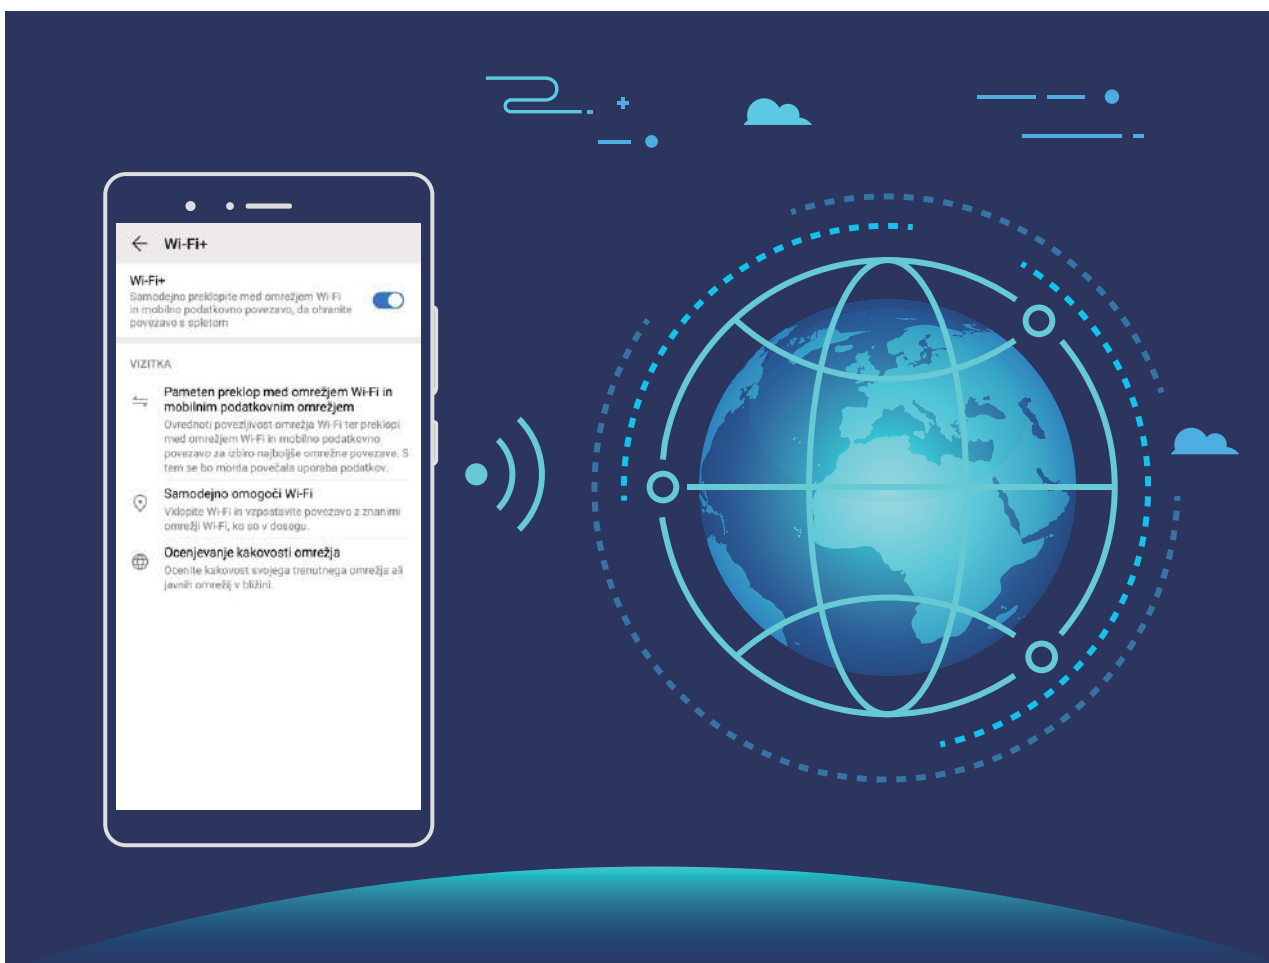 Wi-Fi+
Wi-Fi+
Samodejno preklopite med omrežjem Wi-Fi
in mobilno podatkovno povezavo, da ohranite
povezavo s spletom
VIZITKA
Pameten preklop med omrežjem Wi-Fi in
mobilnim podatkovnim omrežjem
Ovrednoti povezljivost omrežja Wi-Fi ter preklopi
med omrežjem Wi-Fi in mobilno podatkovno
povezavo za izbiro najboljše omrežne povezave. S
tem se bo morda povečala uporaba podatkov.
Samodejno omogoči Wi-Fi
Vklopite Wi-Fi in vzpostavite povezavo z znanimi
omrežji Wi-Fi, ko so v dosegu.
Ocenjevanje kakovosti omrežja
Ocenite kakovost svojega trenutnega omrežja ali
javnih omrežij v bližini.